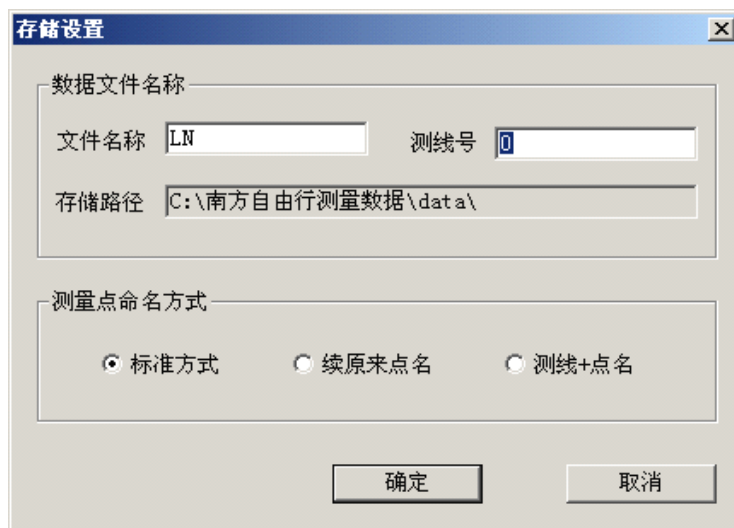 存储设置
数据文件名称
文件名称 LN 测线号 0
存储路径 C:\南方自由行测量数据\data\
测量点命名方式
标准方式 续原来点名 测线+点名
确定 取消